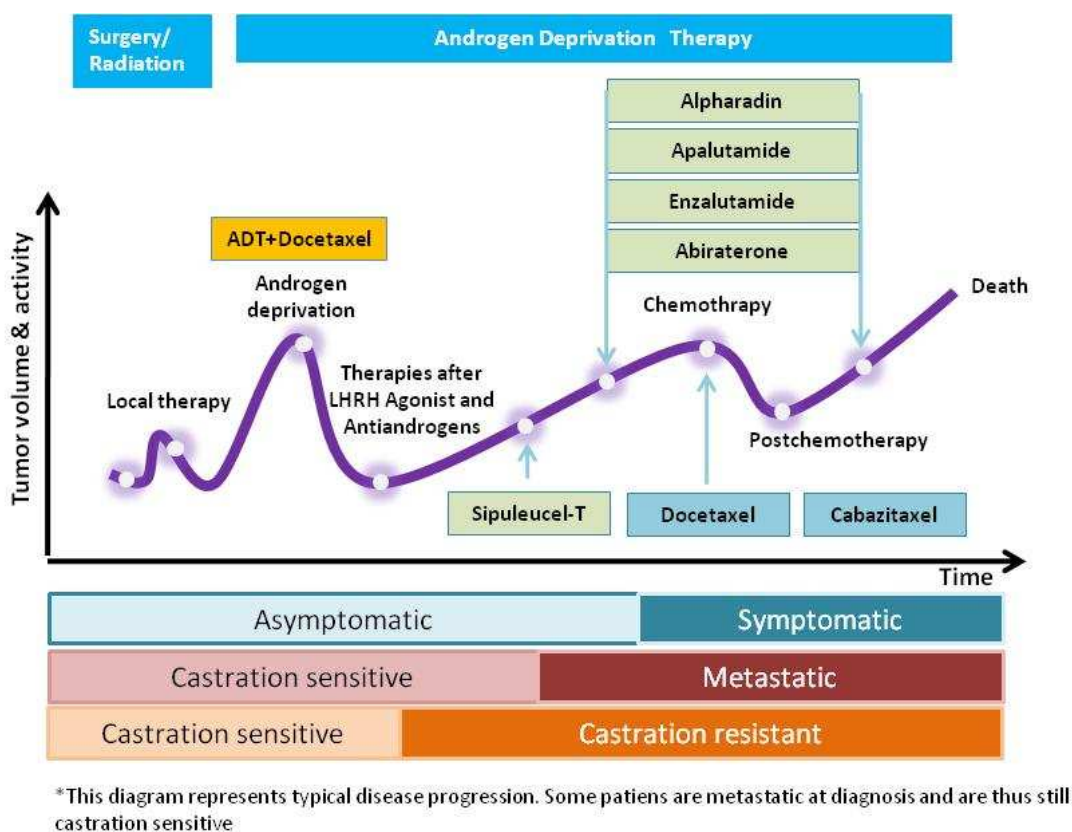 Surgery/
Radiation
Androgen Deprivation Therapy
Alpharadin
Apalutamide
Enzalutamide
Abiraterone
ADT+Docetaxel
Androgen
deprivation
Chemothrapy
Death
Local therapy
Therapies after
LHRH Agonist and
Antiandrogens
Postchemotherapy
Sipuleucel-T
Docetaxel
Cabazitaxel
Tumor volume & activity
Time
Asymptomatic
Symptomatic
Castration sensitive
Metastatic
Castration sensitive
Castration resistant
*This diagram represents typical disease progression. Some patiens are metastatic at diagnosis and are thus still
castration sensitive